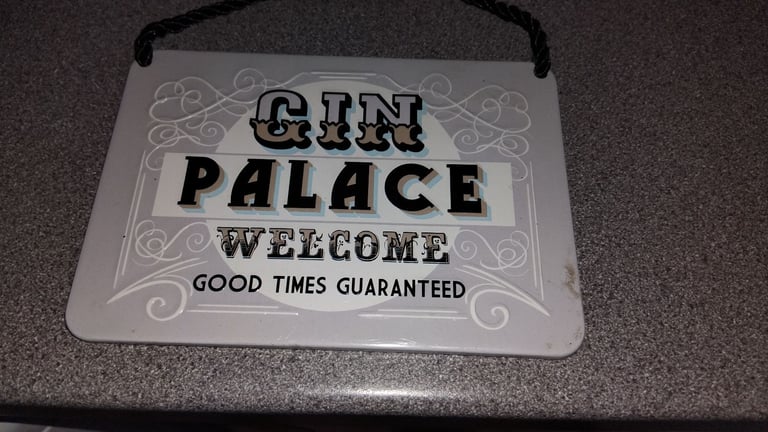 GIN
PALACE
WELCOME
GOOD TIMES GUARANTEED